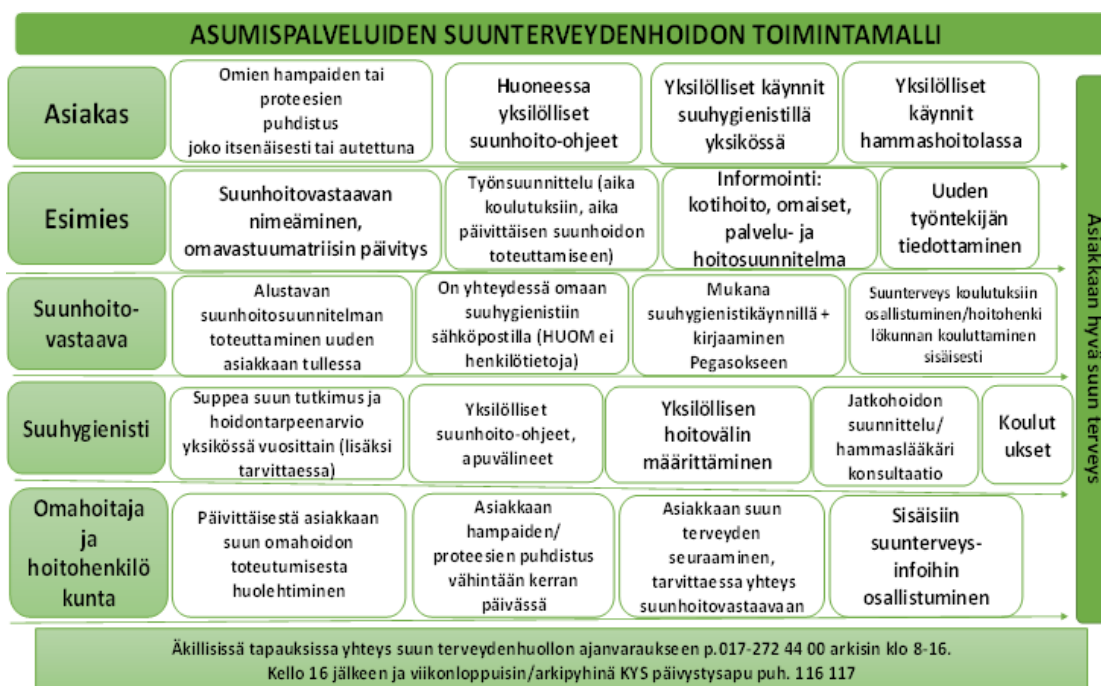 ASUMISPALVELUIDEN SUUNTERVEYDENHOIDON TOIMINTAMALLI
Asiakas
Omien hampaiden tai
proteesien
puhdistus
joko itsenäisesti tai autettuna
Huoneessa
yksilölliset
suunhoito-ohjeet
Yksilölliset käynnit
suuhygienistillä
yksikössä
Yksilölliset
käynnit
hammashoitolassa
Esimies
Suunhoitovastaavan
nimeäminen,
omavastuumatriisin päivitys
Työnsuunnittelu (aika
koulutuksiin, aika
päivittäisen suunhoidon
toteuttamiseen)
Informointi:
kotihoito, omaiset,
palvelu- ja
hoitosuunnitelma
Uuden
työntekijän
tiedottaminen
Suunhoito-
vastaava
Alustavan
suunhoitosuunnitelman
toteuttaminen uuden
asiakkaan tullessa
On yhteydessä omaan
suuhygienistiin
sähköpostilla (HUOM ei
henkilötietoja)
Mukana
suuhygienistikäynnillä +
kirjaaminen
Pegasokseen
Suunterveys koulutuksiin
osallistuminen/hoitohenki
lökunnan kouluttaminen
sisäisesti
Suuhygienisti
Suppea suun tutkimus ja
hoidontarpeenarvio
yksikössä vuosittain (lisäksi
tarvittaessa)
Yksilölliset
suunhoito-ohjeet,
apuvälineet
Yksilöllisen
hoitovälin
määrittäminen
Jatkohoidon
suunnittelu/
hammaslääkäri
konsultaatio
Koulut
ukset
Omahoitaja
ja
hoitohenkilö
kunta
Päivittäisestä asiakkaan
suun omahoidon
toteutumisesta
huolehtiminen
Asiakkaan
hampaiden/
proteesien puhdistus
vähintään kerran
päivässä
Asiakkaan suun
terveyden
seuraaminen,
tarvittaessa yhteys
suunhoitovastaavaan
Sisäisiin
suunterveys-
infoihin
osallistuminen
Asiakkaan hyvä suun terveys
Äkillisissä tapauksissa yhteys suun terveydenhuollon ajanvaraukseen p.017-272 44 00 arkisin klo 8-16.
Kello 16 jälkeen ja viikonloppuisin/arkipyhinä KYS päivystysapu puh. 116 117